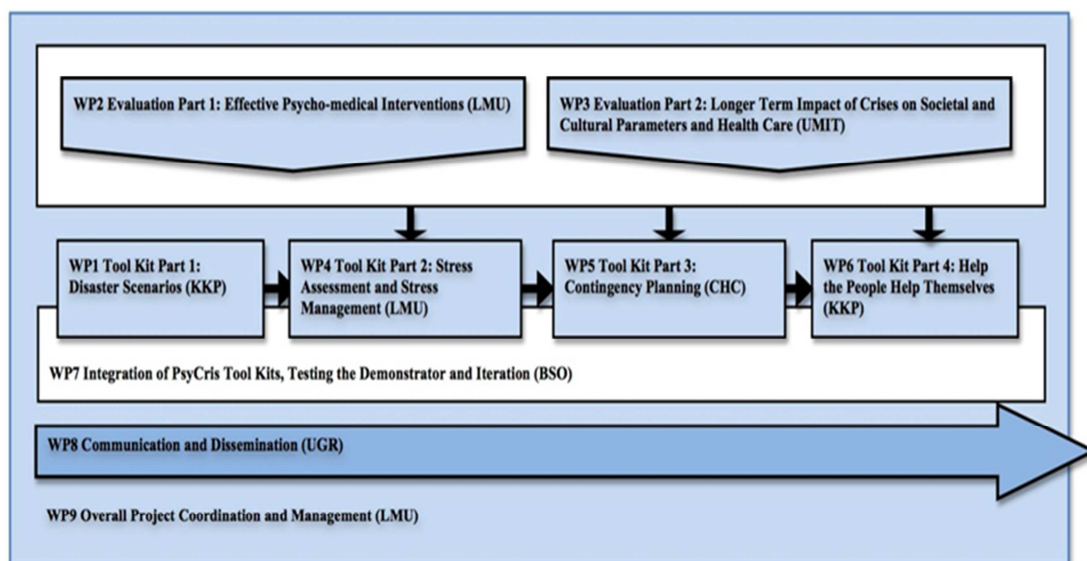 WP2 Evaluation Part 1: Effective Psycho-medical Interventions (LMU)
WP3 Evaluation Part 2: Longer Term Impact of Crises on Societal and
Cultural Parameters and Health Care (UMIT)
WP1 Tool Kit Part 1:
Disaster Scenarios (KKP)
WP4 Tool Kit Part 2: Stress
Assessment and Stress
Management (LMU)
WP5 Tool Kit Part 3:
Contingency Planning (CHC)
WP6 Tool Kit Part 4: Help
the People Help Themselves
(KKP)
WP7 Integration of PsyCris Tool Kits, Testing the Demonstrator and Iteration (BSO)
WP8 Communication and Dissemination (UGR)
WP9 Overall Project Coordination and Management (LMU)